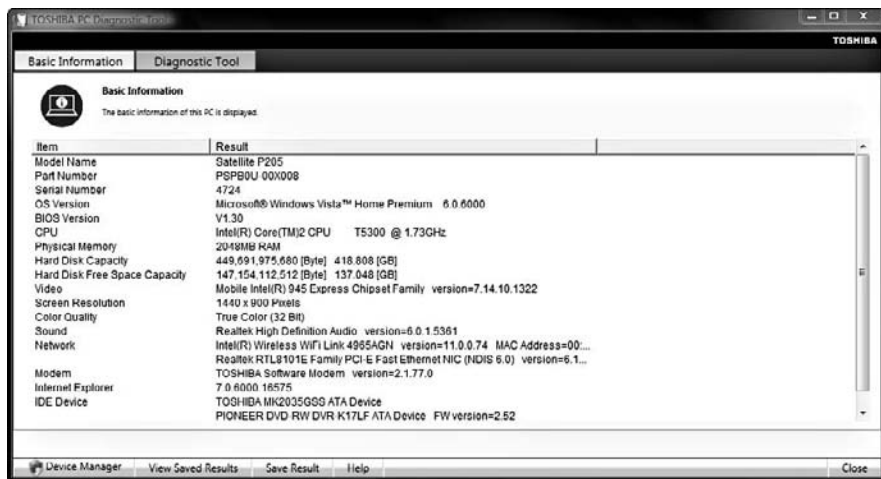 TOSHIBA PC Diagnostic Tool
TOSHIBA
Basic Information Diagnostic Tool
Basic Information
The basic information of this PC is displayed.
Item Result
Model Name Satellite P205
Part Number PSPB0U 00X008
Serial Number 4724
OS Version Microsoft® Windows Vista™ Home Premium 6.0.6000
BIOS Version V1.30
CPU Intel(R) Core(TM)2 CPU T5300 @ 1.73GHz
Physical Memory 2048MB RAM
Hard Disk Capacity 449,691,975,680 [Byte] 418.808 [GB]
Hard Disk Free Space Capacity 147,154,112,512 [Byte] 137.048 [GB]
Video Mobile Intel(R) 945 Express Chipset Family version=7.14.10.1322
Screen Resolution 1440 x 900 Pixels
Color Quality True Color (32 Bit)
Sound Realtek High Definition Audio version=6.0.1.5361
Network Intel(R) Wireless WiFi Link 4965AGN version=11.0.0.74 MAC Address=00:...
Realtek RTL8101E Family PCI-E Fast Ethernet NIC (NDIS 6.0) version=6.1...
Modem TOSHIBA Software Modem version=2.1.77.0
Internet Explorer 7.0.6000.16575
IDE Device TOSHIBA MK2035GSS ATA Device
PIONEER DVD RW DVR K17LF ATA Device FW version=2.52
Device Manager View Saved Results Save Result Help Close